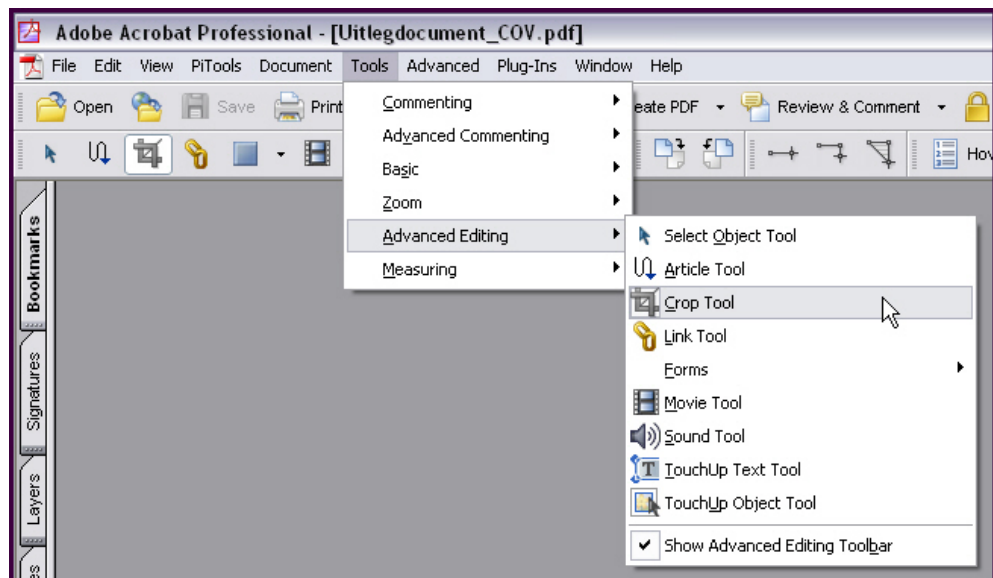 Adobe Acrobat Professional - [Uitlegdocument_COV.pdf]
File Edit View PiTools Document Tools Advanced Plug-Ins Window Help
Open Save Print eate PDF Review & Comment
Hov
Commenting
Advanced Commenting
Basic
Zoom
Advanced Editing
Measuring
Select Object Tool
Article Tool
Crop Tool
Link Tool
Forms
Movie Tool
Sound Tool
TouchUp Text Tool
TouchUp Object Tool
Show Advanced Editing Toolbar
Bookmarks
Signatures
Layers
es